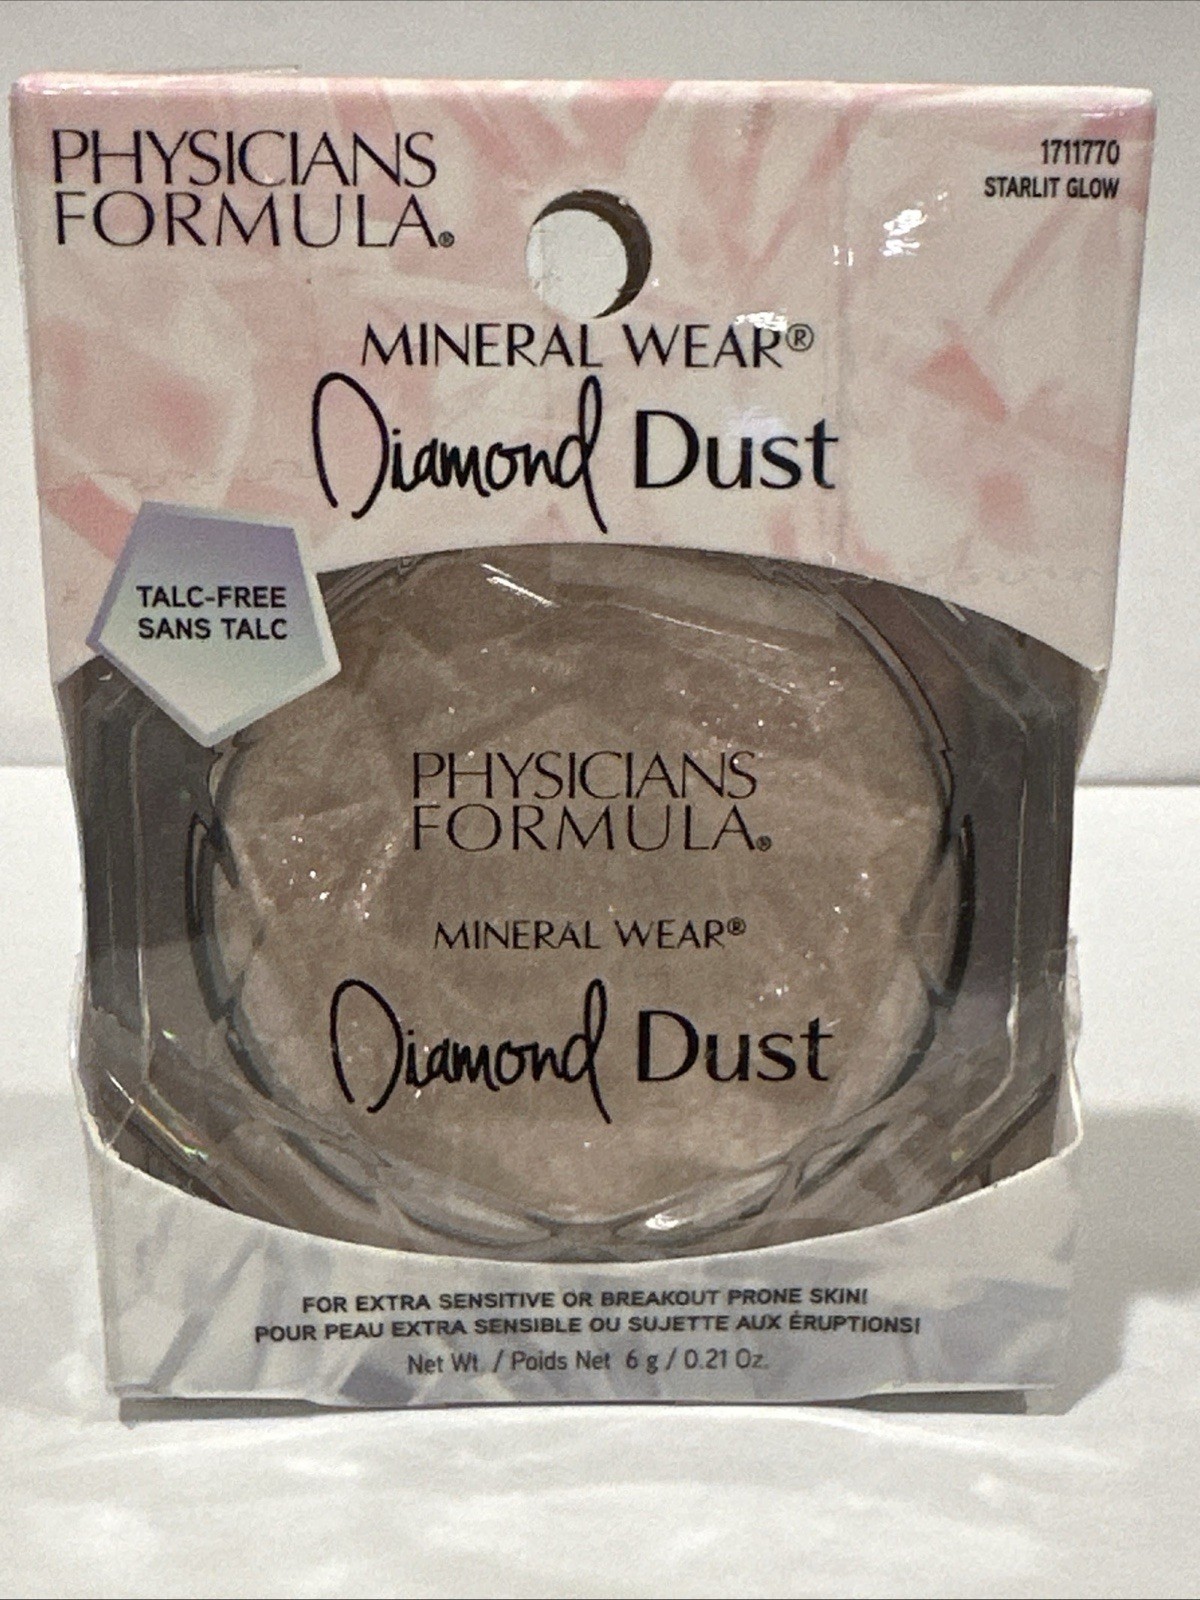 PHYSICIANS
FORMULA®
1711770
STARLIT GLOW
MINERAL WEAR®
Diamond Dust
TALC-FREE
SANS TALC
PHYSICIANS
FORMULA®
MINERAL WEAR®
Diamond Dust
FOR EXTRA SENSITIVE OR BREAKOUT PRONE SKIN!
POUR PEAU EXTRA SENSIBLE OU SUJETTE AUX ÉRUPTIONS!
Net Wt. / Poids Net 6 g / 0.21 Oz.